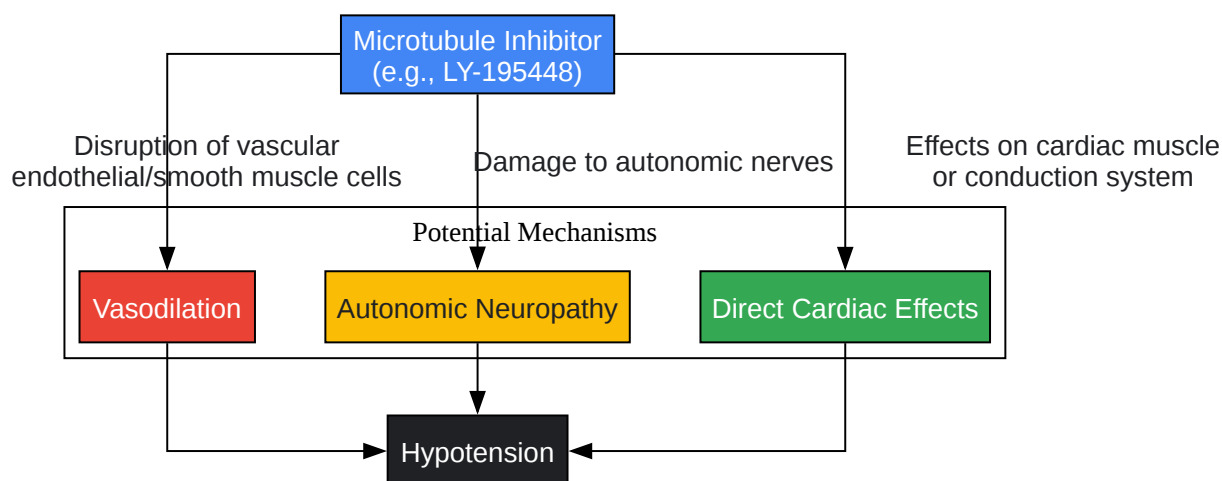 Microtubule Inhibitor
(e.g., LY-195448)
Disruption of vascular
endothelial/smooth muscle cells
Damage to autonomic nerves
Effects on cardiac muscle
or conduction system
Potential Mechanisms
Vasodilation
Autonomic Neuropathy
Direct Cardiac Effects
Hypotension